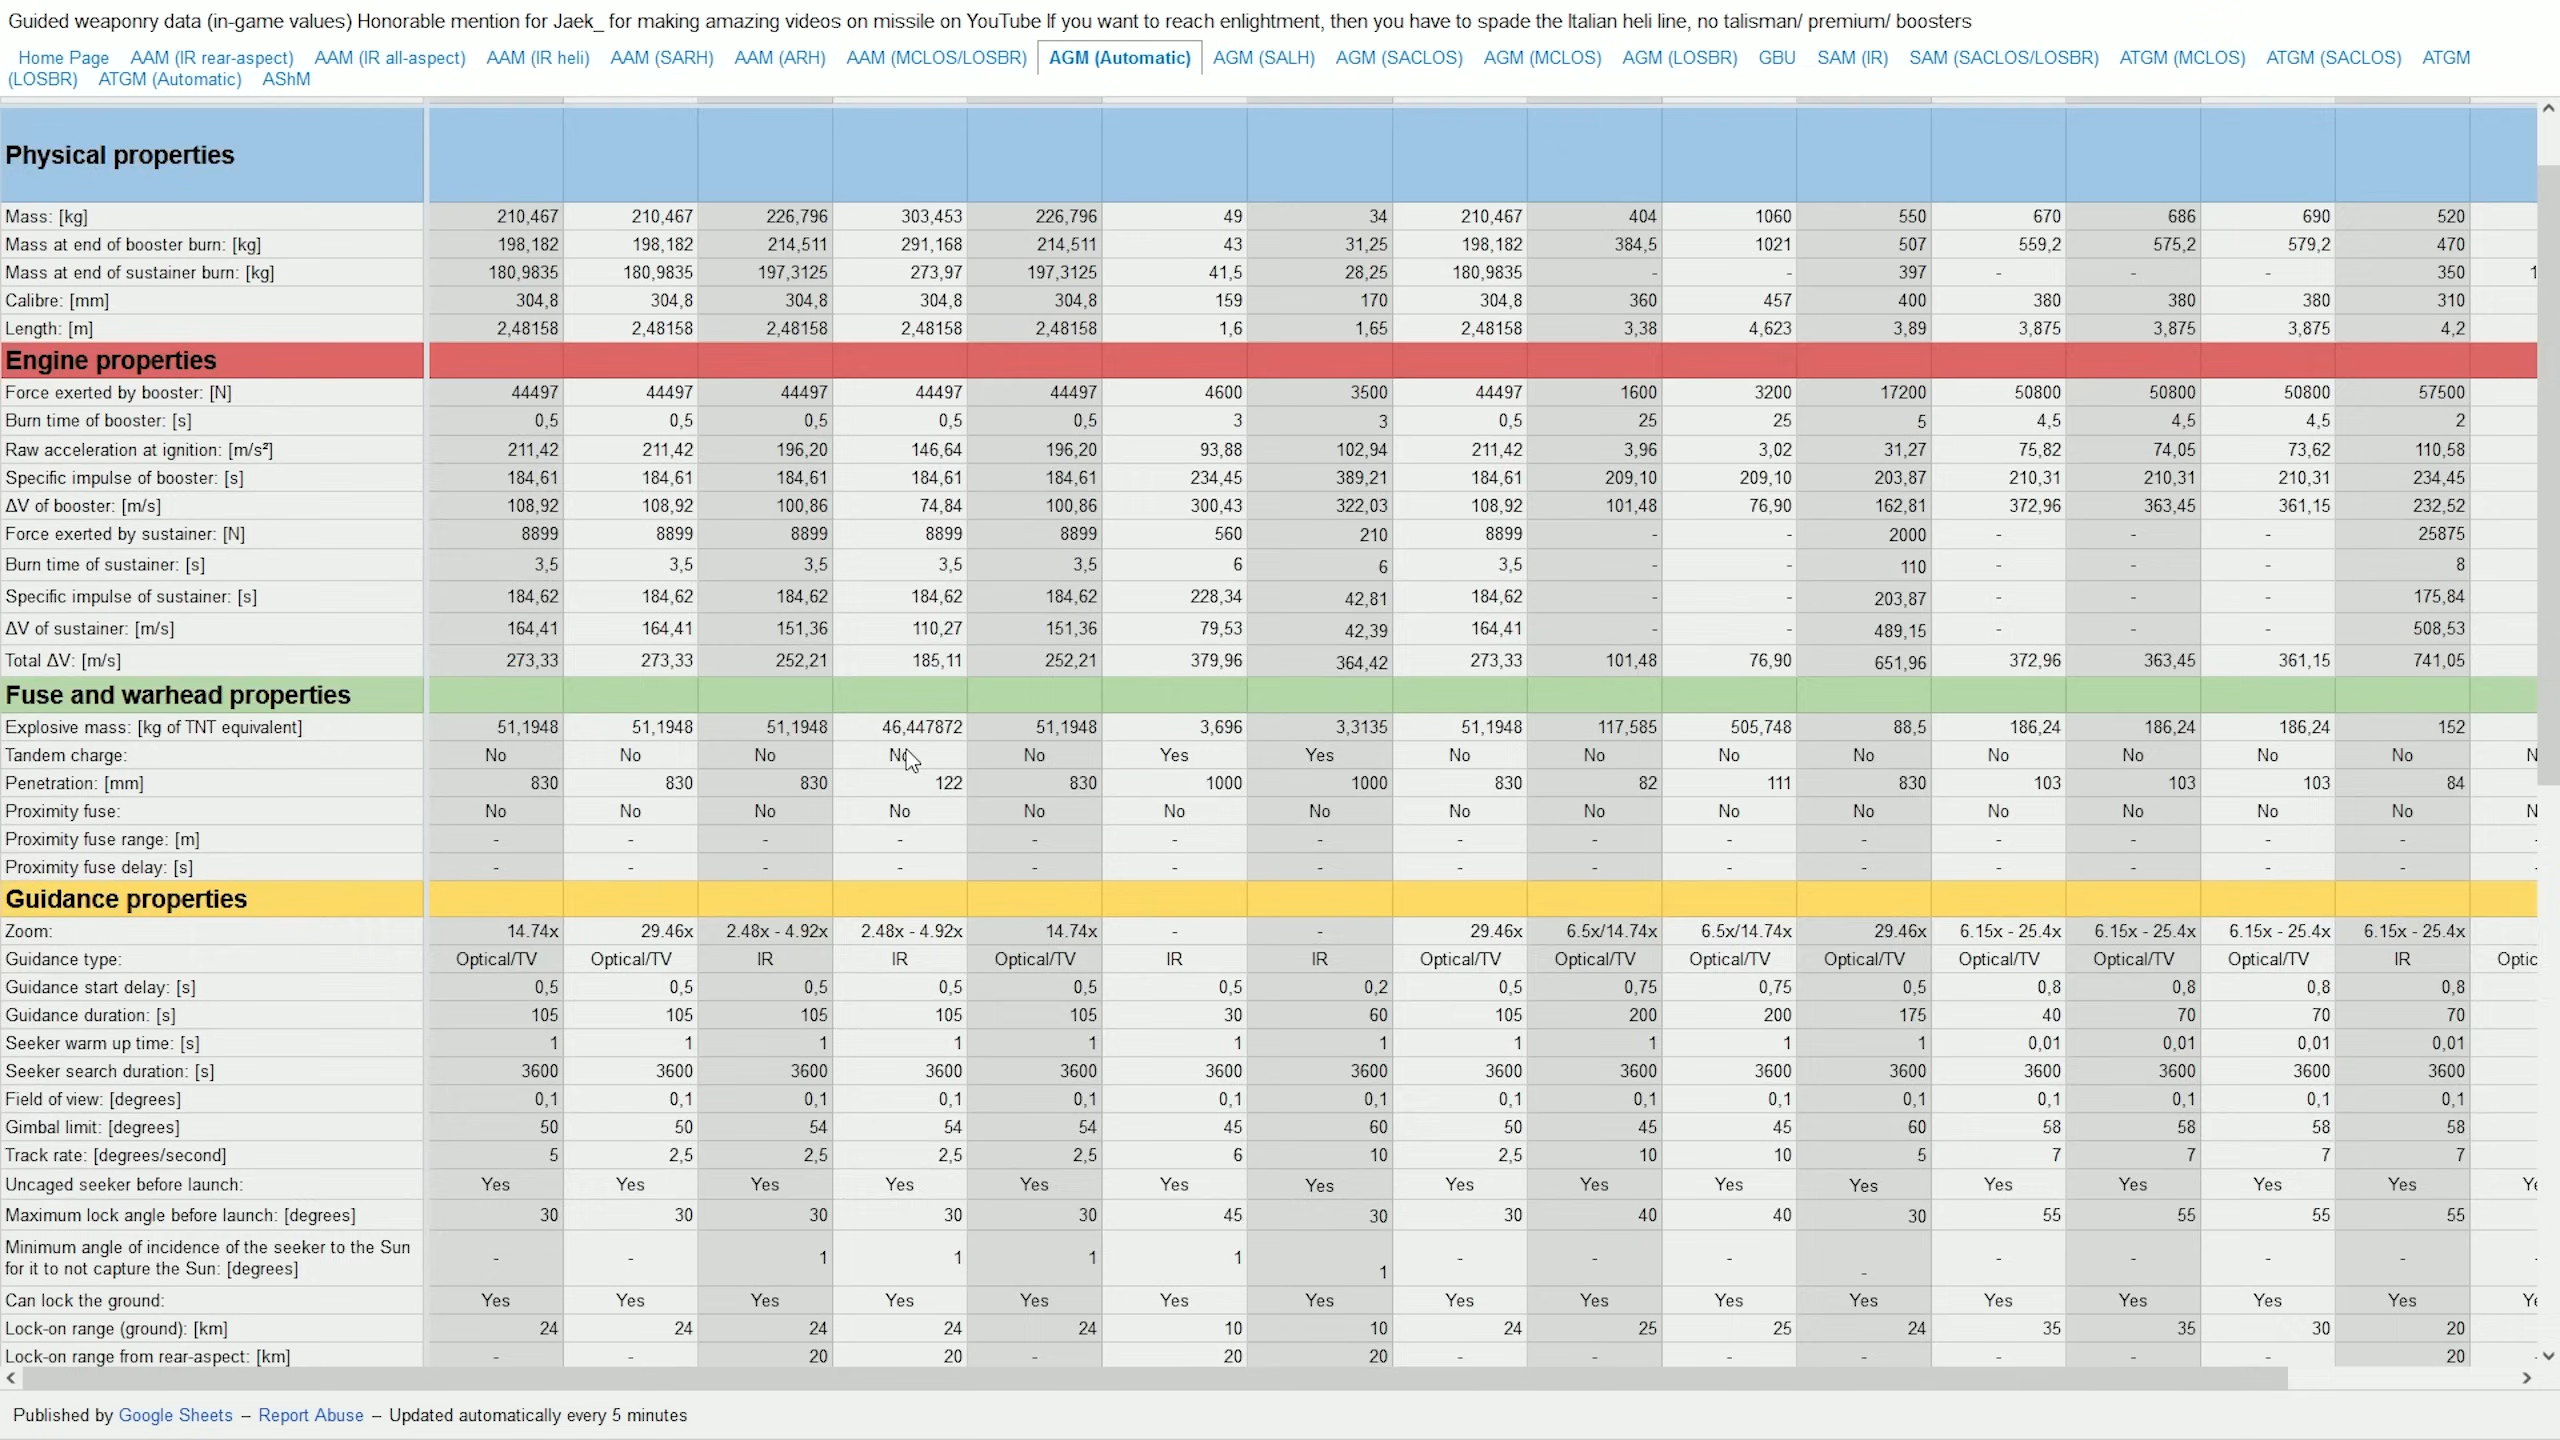 Guided weaponry data (in-game values) Honorable mention for Jaek_ for making amazing videos on missile on YouTube If you want to reach enlightment, then you have to spade the Italian heli line, no talisman/ premium/ boosters
Home Page AAM (IR rear-aspect) AAM (IR all-aspect) AAM (IR heli) AAM (SARH) AAM (ARH) AAM (MCLOS/LOSBR) AGM (Automatic) AGM (SALH) AGM (SACLOS) AGM (MCLOS) AGM (LOSBR) GBU SAM (IR) SAM (SACLOS/LOSBR) ATGM (MCLOS) ATGM (SACLOS) ATGM
(LOSBR) ATGM (Automatic) AShM
Physical properties
Mass: [kg] 210,467 210,467 226,796 303,453 226,796 49 34 210,467 404 1060 550 670 686 690 520
Mass at end of booster burn: [kg] 198,182 198,182 214,511 291,168 214,511 43 31,25 198,182 384,5 1021 507 559,2 575,2 579,2 470
Mass at end of sustainer burn: [kg] 180,9835 180,9835 197,3125 273,97 197,3125 41,5 28,25 180,9835 - - 397 - - - 350 1
Calibre: [mm] 304,8 304,8 304,8 304,8 304,8 159 170 304,8 360 457 400 380 380 380 310
Length: [m] 2,48158 2,48158 2,48158 2,48158 2,48158 1,6 1,65 2,48158 3,38 4,623 3,89 3,875 3,875 3,875 4,2
Engine properties
Force exerted by booster: [N] 44497 44497 44497 44497 44497 4600 3500 44497 1600 3200 17200 50800 50800 50800 57500
Burn time of booster: [s] 0,5 0,5 0,5 0,5 0,5 3 3 0,5 25 25 5 4,5 4,5 4,5 2
Raw acceleration at ignition: [m/s²] 211,42 211,42 196,20 146,64 196,20 93,88 102,94 211,42 3,96 3,02 31,27 75,82 74,05 73,62 110,58
Specific impulse of booster: [s] 184,61 184,61 184,61 184,61 184,61 234,45 389,21 184,61 209,10 209,10 203,87 210,31 210,31 210,31 234,45
ΔV of booster: [m/s] 108,92 108,92 100,86 74,84 100,86 300,43 322,03 108,92 101,48 76,90 162,81 372,96 363,45 361,15 232,52
Force exerted by sustainer: [N] 8899 8899 8899 8899 8899 560 210 8899 - - 2000 - - - 25875
Burn time of sustainer: [s] 3,5 3,5 3,5 3,5 3,5 6 6 3,5 - - 110 - - - 8
Specific impulse of sustainer: [s] 184,62 184,62 184,62 184,62 184,62 228,34 42,81 184,62 - - 203,87 - - - 175,84
ΔV of sustainer: [m/s] 164,41 164,41 151,36 110,27 151,36 79,53 42,39 164,41 - - 489,15 - - - 508,53
Total ΔV: [m/s] 273,33 273,33 252,21 185,11 252,21 379,96 364,42 273,33 101,48 76,90 651,96 372,96 363,45 361,15 741,05
Fuse and warhead properties
Explosive mass: [kg of TNT equivalent] 51,1948 51,1948 51,1948 46,447872 51,1948 3,696 3,3135 51,1948 117,585 505,748 88,5 186,24 186,24 186,24 152
Tandem charge: No No No No No Yes Yes No No No No No No No No N
Penetration: [mm] 830 830 830 122 830 1000 1000 830 82 111 830 103 103 103 84
Proximity fuse: No No No No No No No No No No No No No No No N
Proximity fuse range: [m] - - - - - - - - - - - - - - - -
Proximity fuse delay: [s] - - - - - - - - - - - - - - - -
Guidance properties
Zoom: 14.74x 29.46x 2.48x - 4.92x 2.48x - 4.92x 14.74x - - 29.46x 6.5x/14.74x 6.5x/14.74x 29.46x 6.15x - 25.4x 6.15x - 25.4x 6.15x - 25.4x 6.15x - 25.4x
Guidance type: Optical/TV Optical/TV IR IR Optical/TV IR IR Optical/TV Optical/TV Optical/TV Optical/TV Optical/TV Optical/TV Optical/TV IR Optic
Guidance start delay: [s] 0,5 0,5 0,5 0,5 0,5 0,5 0,2 0,5 0,75 0,75 0,5 0,8 0,8 0,8 0,8
Guidance duration: [s] 105 105 105 105 105 30 60 105 200 200 175 40 70 70 70
Seeker warm up time: [s] 1 1 1 1 1 1 1 1 1 1 1 0,01 0,01 0,01 0,01
Seeker search duration: [s] 3600 3600 3600 3600 3600 3600 3600 3600 3600 3600 3600 3600 3600 3600 3600
Field of view: [degrees] 0,1 0,1 0,1 0,1 0,1 0,1 0,1 0,1 0,1 0,1 0,1 0,1 0,1 0,1 0,1
Gimbal limit: [degrees] 50 50 54 54 54 45 60 50 45 45 60 58 58 58 58
Track rate: [degrees/second] 5 2,5 2,5 2,5 2,5 6 10 2,5 10 10 5 7 7 7 7
Uncaged seeker before launch: Yes Yes Yes Yes Yes Yes Yes Yes Yes Yes Yes Yes Yes Yes Yes Ye
Maximum lock angle before launch: [degrees] 30 30 30 30 30 45 30 30 40 40 30 55 55 55 55
Minimum angle of incidence of the seeker to the Sun
for it to not capture the Sun: [degrees] - - 1 1 1 1 1 - - - - - - - - -
Can lock the ground: Yes Yes Yes Yes Yes Yes Yes Yes Yes Yes Yes Yes Yes Yes Yes Ye
Lock-on range (ground): [km] 24 24 24 24 24 10 10 24 25 25 24 35 35 30 20
Lock-on range from rear-aspect: [km] - - 20 20 - 20 20 - - - - - - - 20 -
Published by Google Sheets – Report Abuse – Updated automatically every 5 minutes